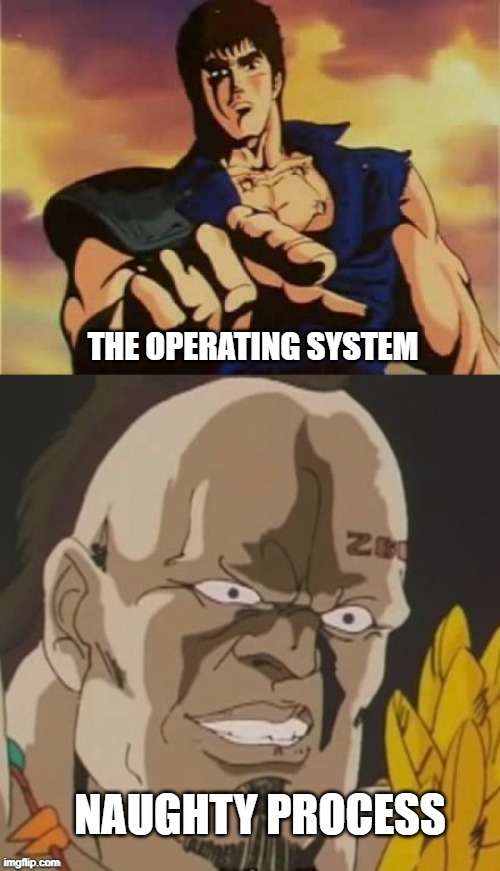 THE OPERATING SYSTEM
NAUGHTY PROCESS
imgflip.com